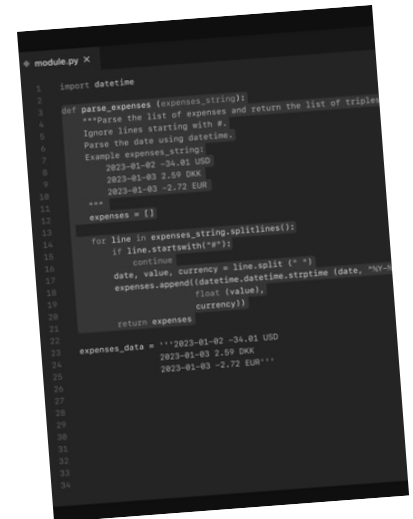 module.py ×
1 import datetime
2
3 def parse_expenses (expenses_string):
4 """Parse the list of expenses and return the list of triples
5 Ignore lines starting with #.
6 Parse the date using datetime.
7 Example expenses_string:
8 2023-01-02 -34.01 USD
9 2023-01-03 2.59 DKK
10 2023-01-03 -2.72 EUR
11 """
12 expenses = []
13
14 for line in expenses_string.splitlines():
15 if line.startswith("#"):
16 continue
17 date, value, currency = line.split (" ")
18 expenses.append((datetime.datetime.strptime (date, "%Y-%
19 float (value),
20 currency))
21 return expenses
22
23 expenses_data = '''2023-01-02 -34.01 USD
24 2023-01-03 2.59 DKK
25 2023-01-03 -2.72 EUR'''
26
27
28
29
30
31
32
33
34